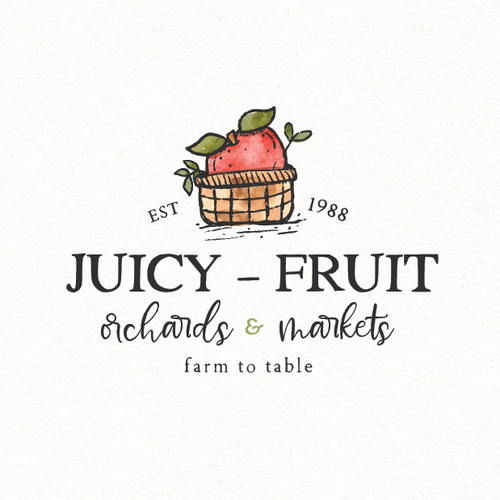 EST 1988
JUICY – FRUIT
orchards & markets
farm to table